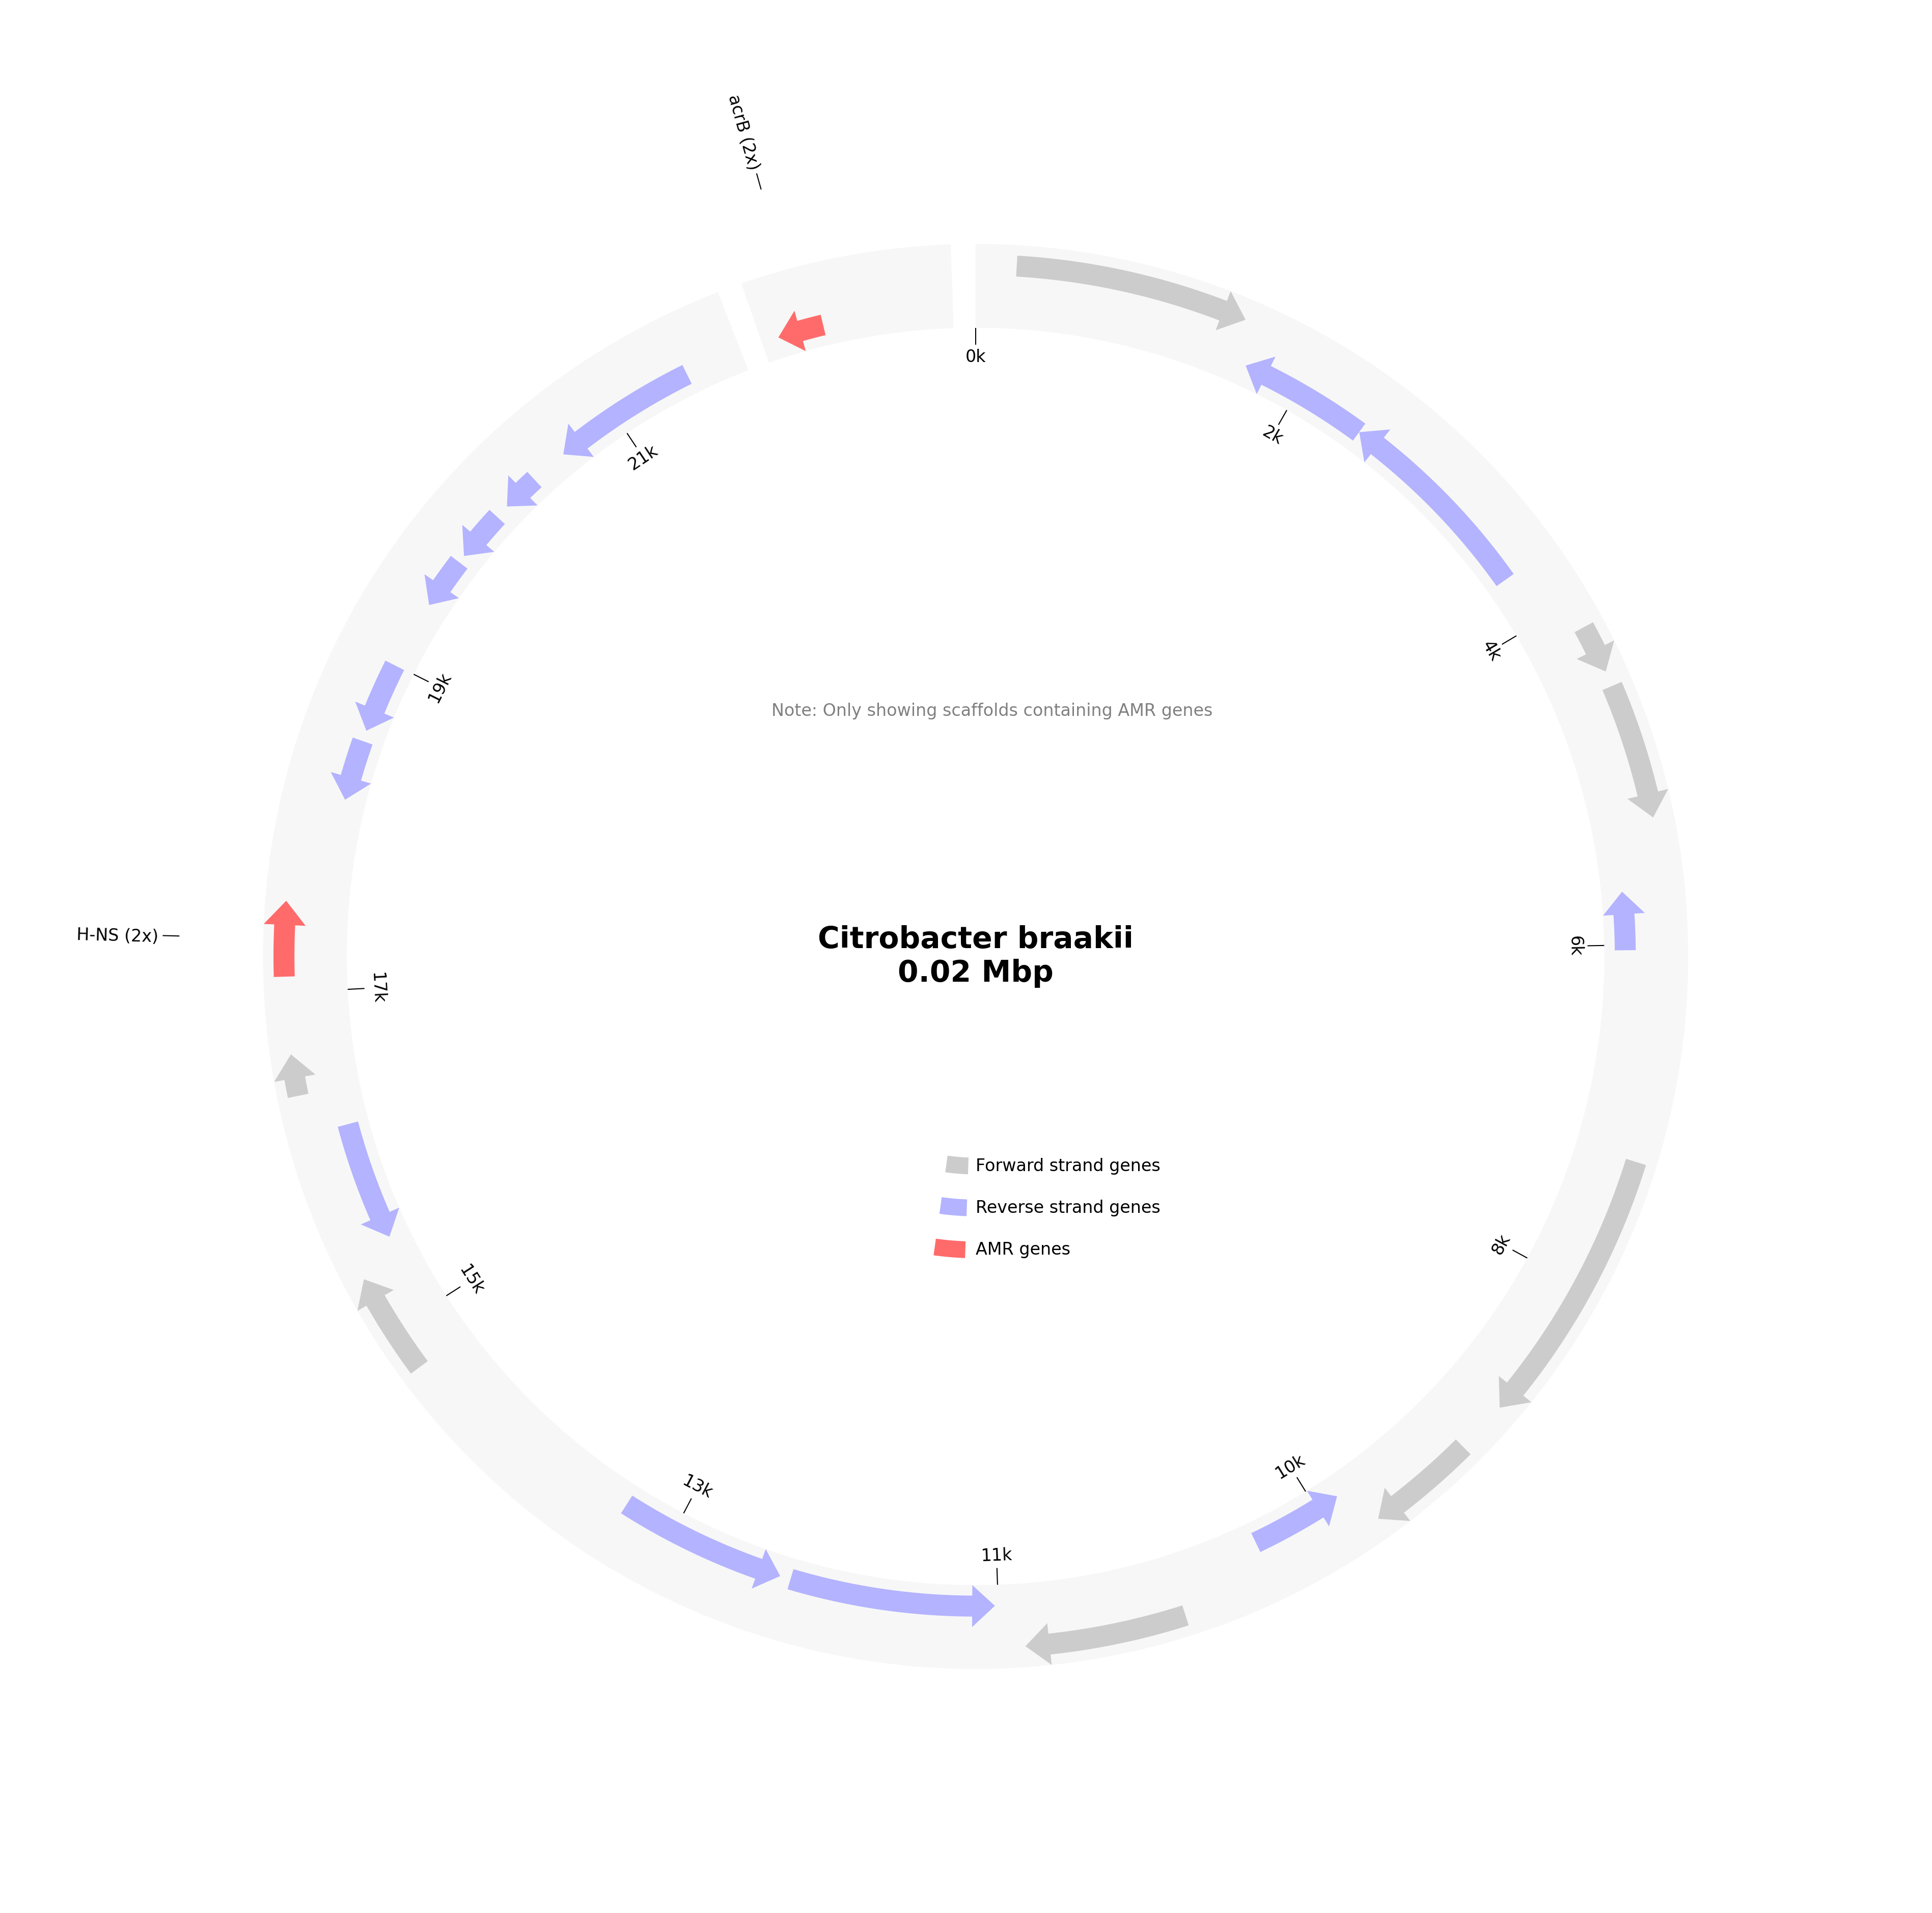 acrB (2x)
0k
2k
21k
4k
19k
Note: Only showing scaffolds containing AMR genes
H-NS (2x)
Citrobacter braakii
0.02 Mbp
6k
17k
Forward strand genes
Reverse strand genes
AMR genes
8k
15k
10k
13k
11k